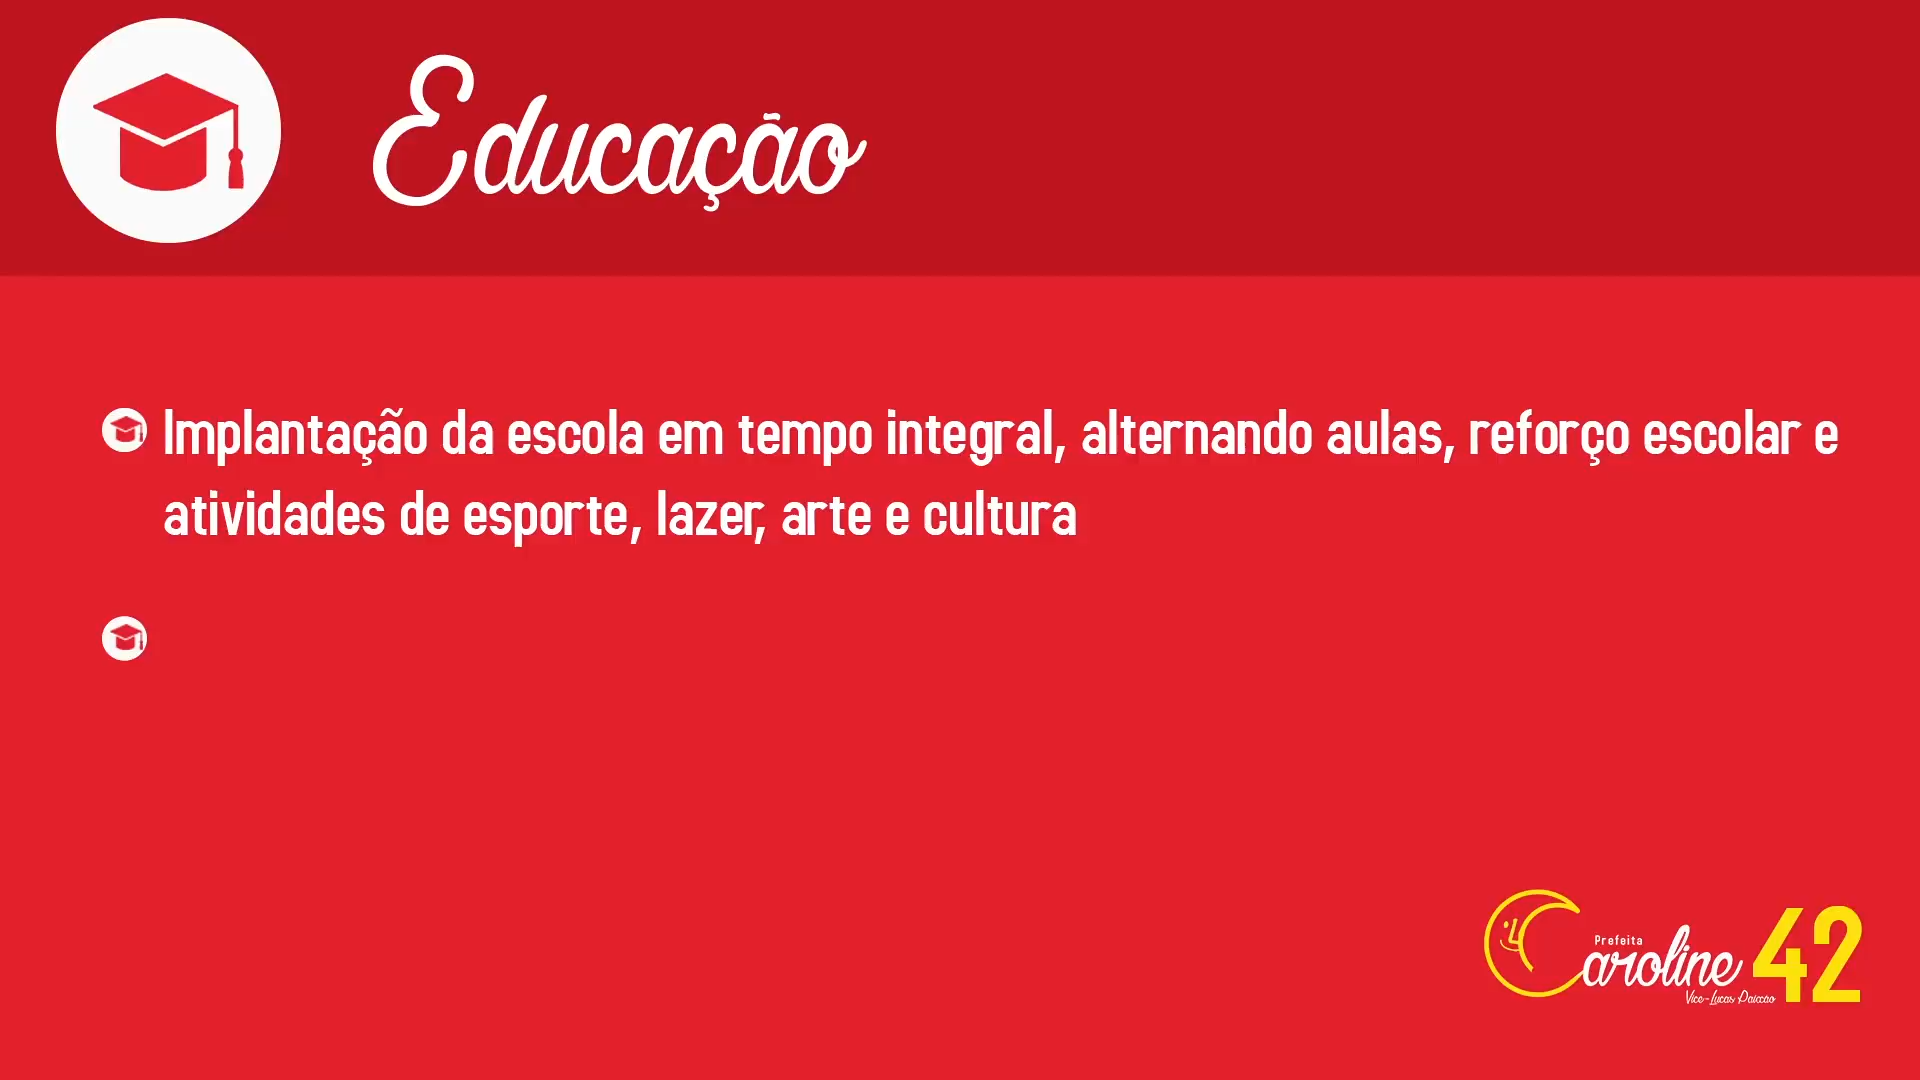 Educação
Implantação da escola em tempo integral, alternando aulas, reforço escolar e
atividades de esporte, lazer, arte e cultura
Prefeita
Caroline 42
Vice-Lucas Paixão